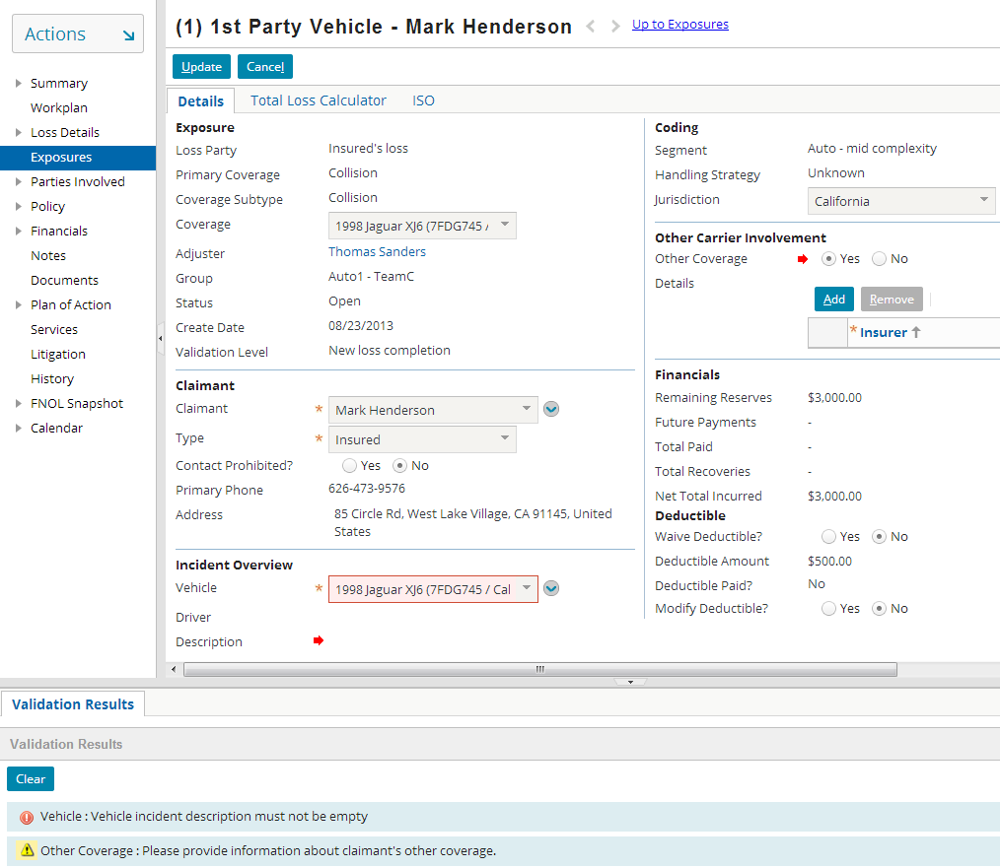 Actions
Summary
Workplan
Loss Details
Exposures
Parties Involved
Policy
Financials
Notes
Documents
Plan of Action
Services
Litigation
History
FNOL Snapshot
Calendar
(1) 1st Party Vehicle - Mark Henderson
Up to Exposures
Update Cancel
Details Total Loss Calculator ISO
Exposure
Loss Party Insured's loss
Primary Coverage Collision
Coverage Subtype Collision
Coverage 1998 Jaguar XJ6 (7FDG745 /
Adjuster Thomas Sanders
Group Auto1 - TeamC
Status Open
Create Date 08/23/2013
Validation Level New loss completion
Claimant
Claimant * Mark Henderson
Type * Insured
Contact Prohibited? Yes No
Primary Phone 626-473-9576
Address 85 Circle Rd, West Lake Village, CA 91145, United
States
Incident Overview
Vehicle * 1998 Jaguar XJ6 (7FDG745 / Cal
Driver
Description
Coding
Segment Auto - mid complexity
Handling Strategy Unknown
Jurisdiction California
Other Carrier Involvement
Other Coverage Yes No
Details
Add Remove
* Insurer
Financials
Remaining Reserves $3,000.00
Future Payments -
Total Paid -
Total Recoveries -
Net Total Incurred $3,000.00
Deductible
Waive Deductible? Yes No
Deductible Amount $500.00
Deductible Paid? No
Modify Deductible? Yes No
Validation Results
Validation Results
Clear
Vehicle : Vehicle incident description must not be empty
Other Coverage : Please provide information about claimant's other coverage.